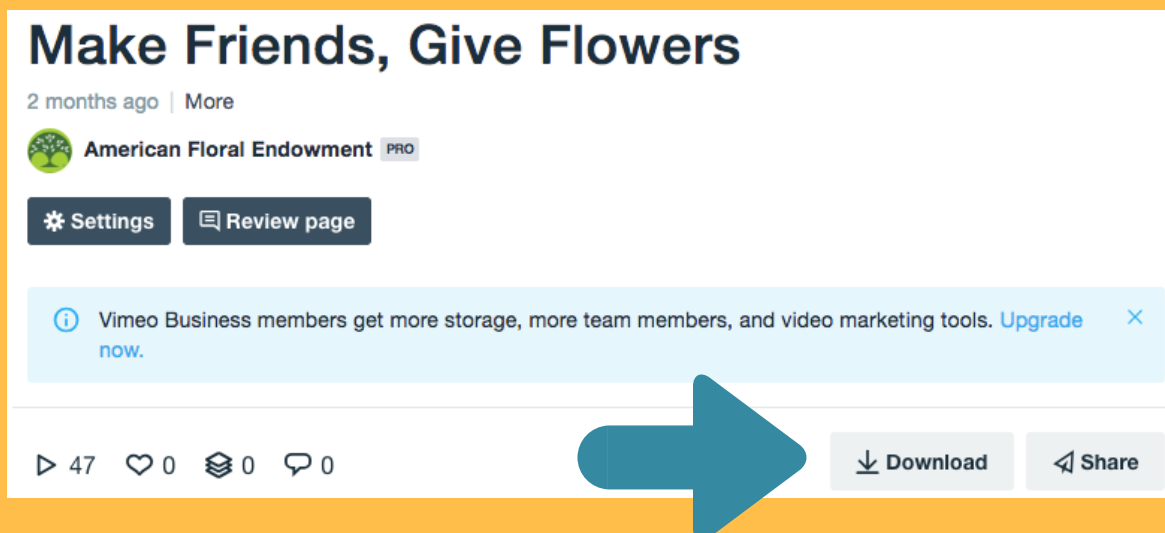 Make Friends, Give Flowers
2 months ago | More
American Floral Endowment PRO
Settings Review page
Vimeo Business members get more storage, more team members, and video marketing tools. Upgrade
now.
47 0 0 0 Download Share